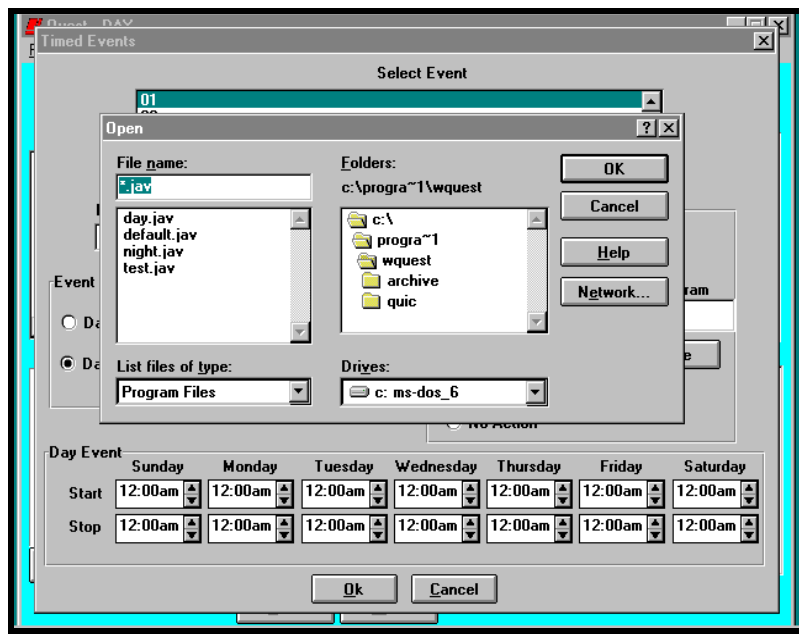 Quest - DAY
Timed Events
Select Event
01
Open
File name:
*.jav
day.jav
default.jav
night.jav
test.jav
List files of type:
Program Files
Folders:
c:\progra~1\wquest
c:\
progra~1
wquest
archive
quic
Drives:
c: ms-dos_6
OK
Cancel
Help
Network...
Event
Da
Da
ram
e
No Action
Day Event
Sunday Monday Tuesday Wednesday Thursday Friday Saturday
Start 12:00am 12:00am 12:00am 12:00am 12:00am 12:00am 12:00am
Stop 12:00am 12:00am 12:00am 12:00am 12:00am 12:00am 12:00am
Ok Cancel